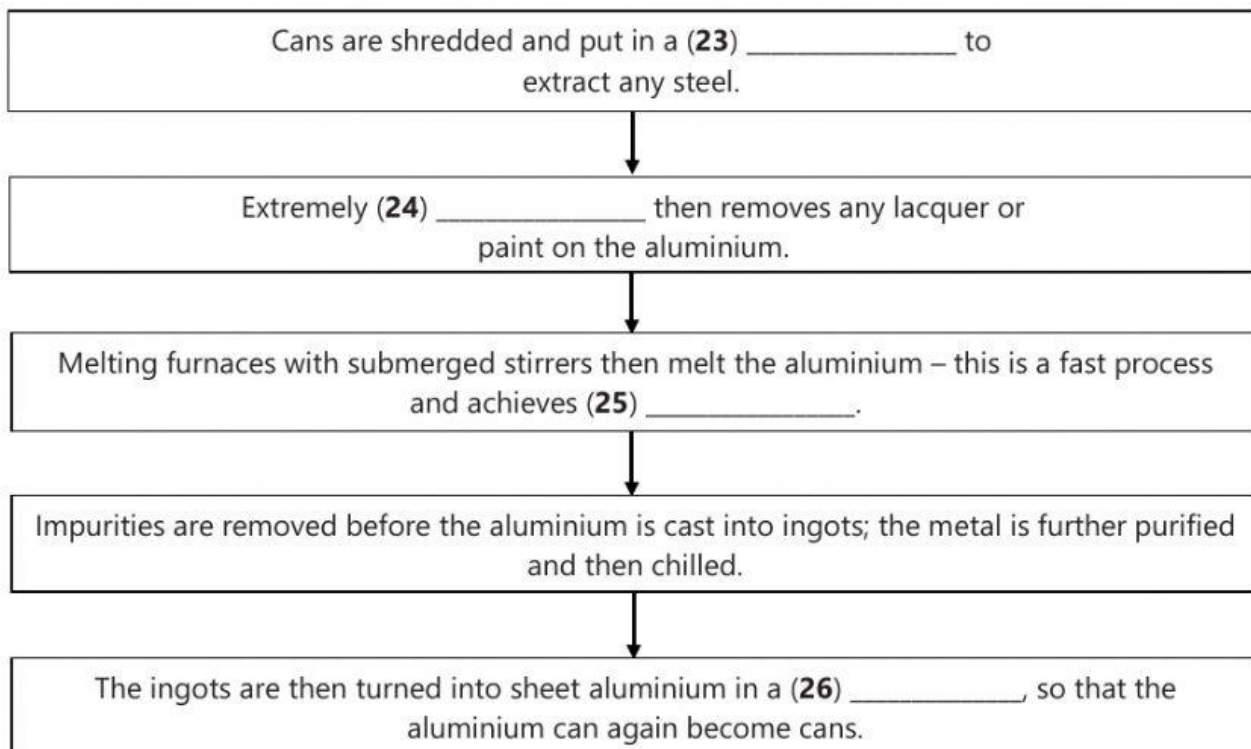 Cans are shredded and put in a (23) _______________ to
extract any steel.
Extremely (24) _______________ then removes any lacquer or
paint on the aluminium.
Melting furnaces with submerged stirrers then melt the aluminium – this is a fast process
and achieves (25) _______________.
Impurities are removed before the aluminium is cast into ingots; the metal is further purified
and then chilled.
The ingots are then turned into sheet aluminium in a (26) ____________, so that the
aluminium can again become cans.